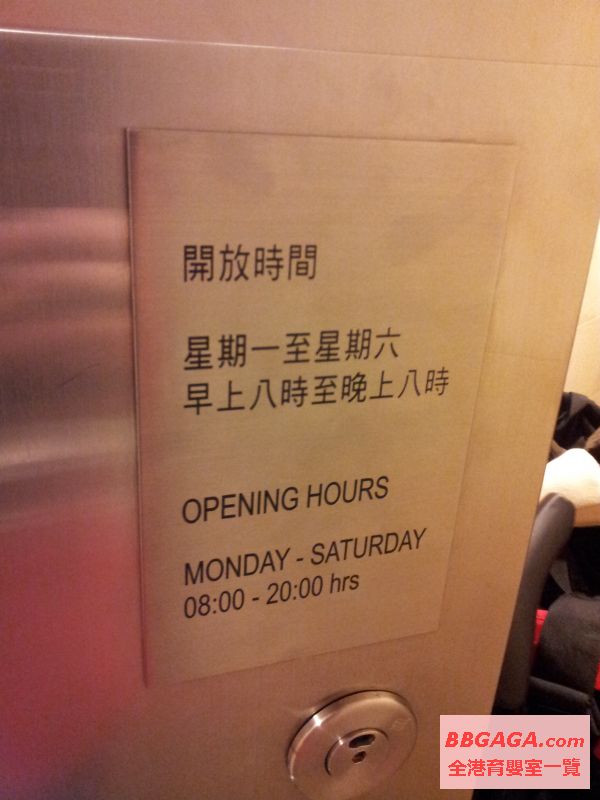 開放時間
星期一至星期六
早上八時至晚上八時
OPENING HOURS
MONDAY - SATURDAY
08:00 - 20:00 hrs
BBGAGA.com
全港育嬰室一覽